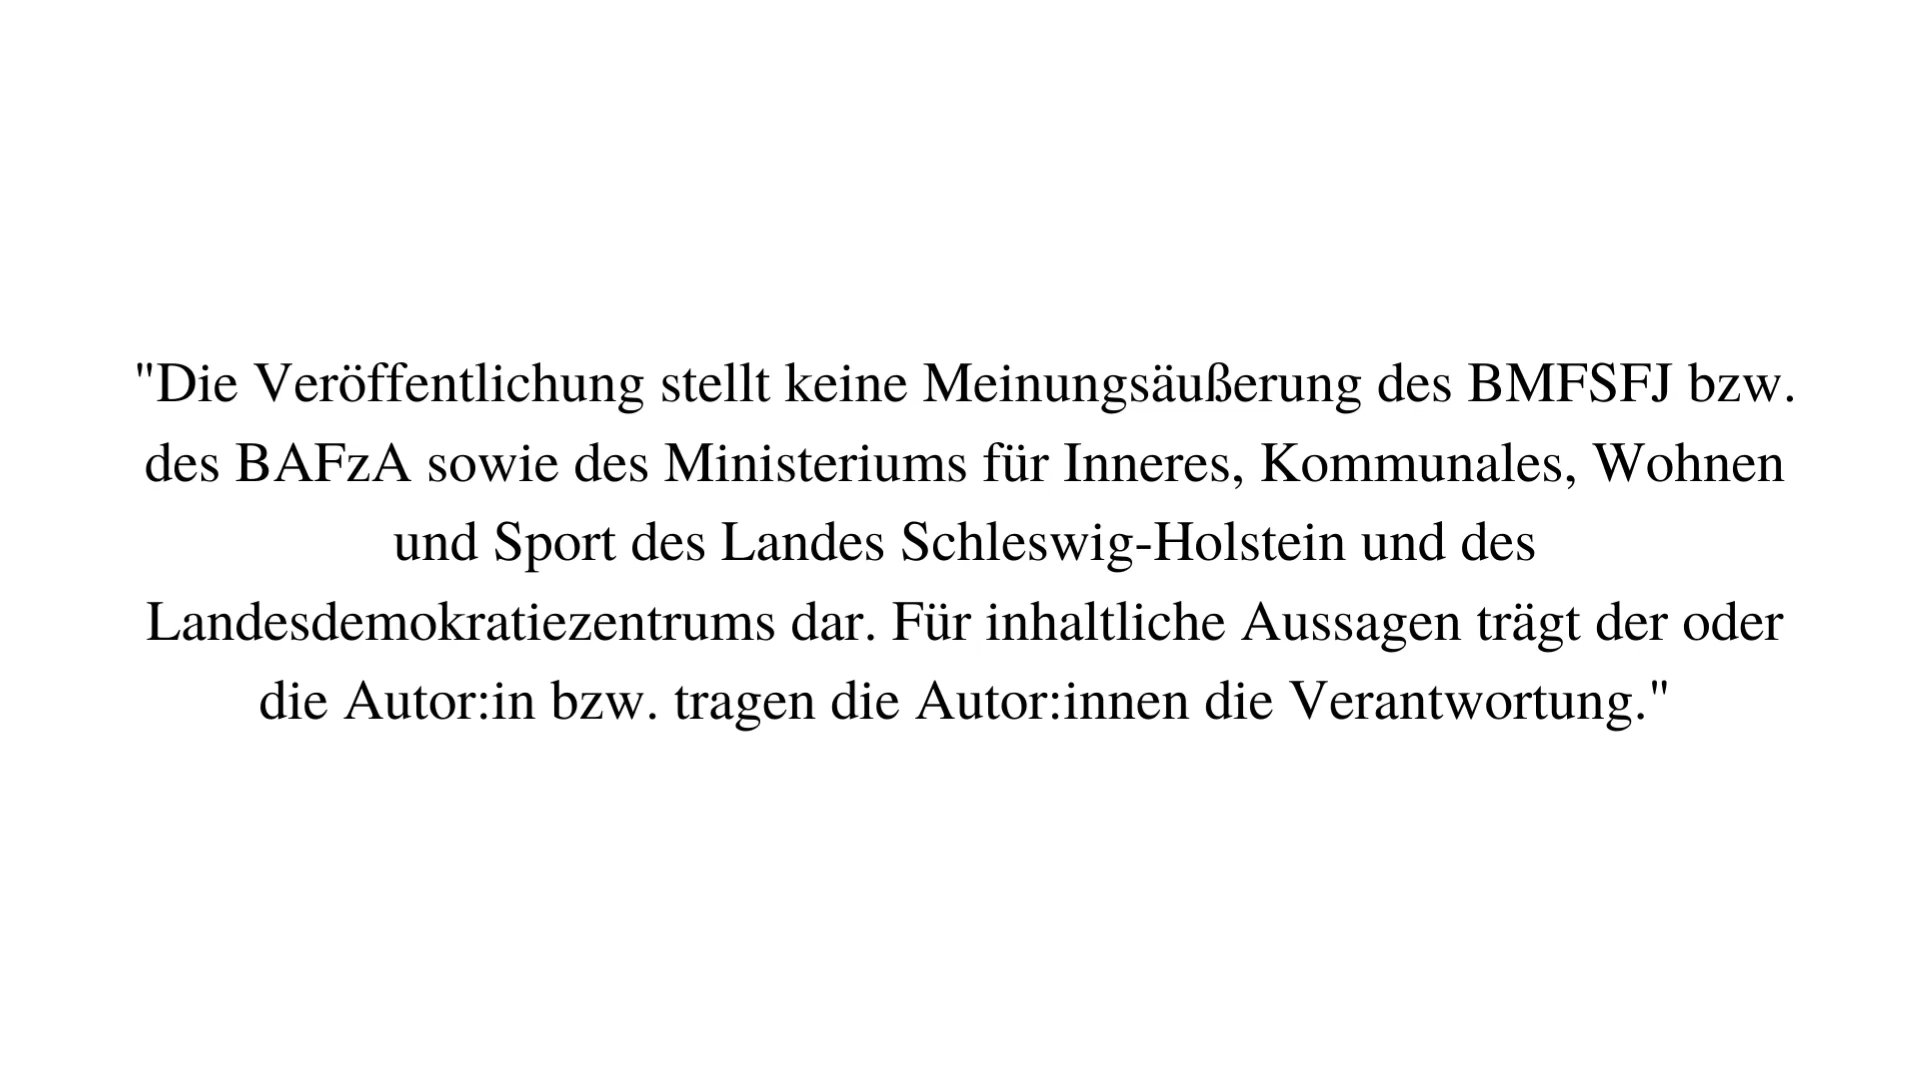 "Die Veröffentlichung stellt keine Meinungsäußerung des BMFSFJ bzw.
des BAFzA sowie des Ministeriums für Inneres, Kommunales, Wohnen
und Sport des Landes Schleswig-Holstein und des
Landesdemokratiezentrums dar. Für inhaltliche Aussagen trägt der oder
die Autor:in bzw. tragen die Autor:innen die Verantwortung."